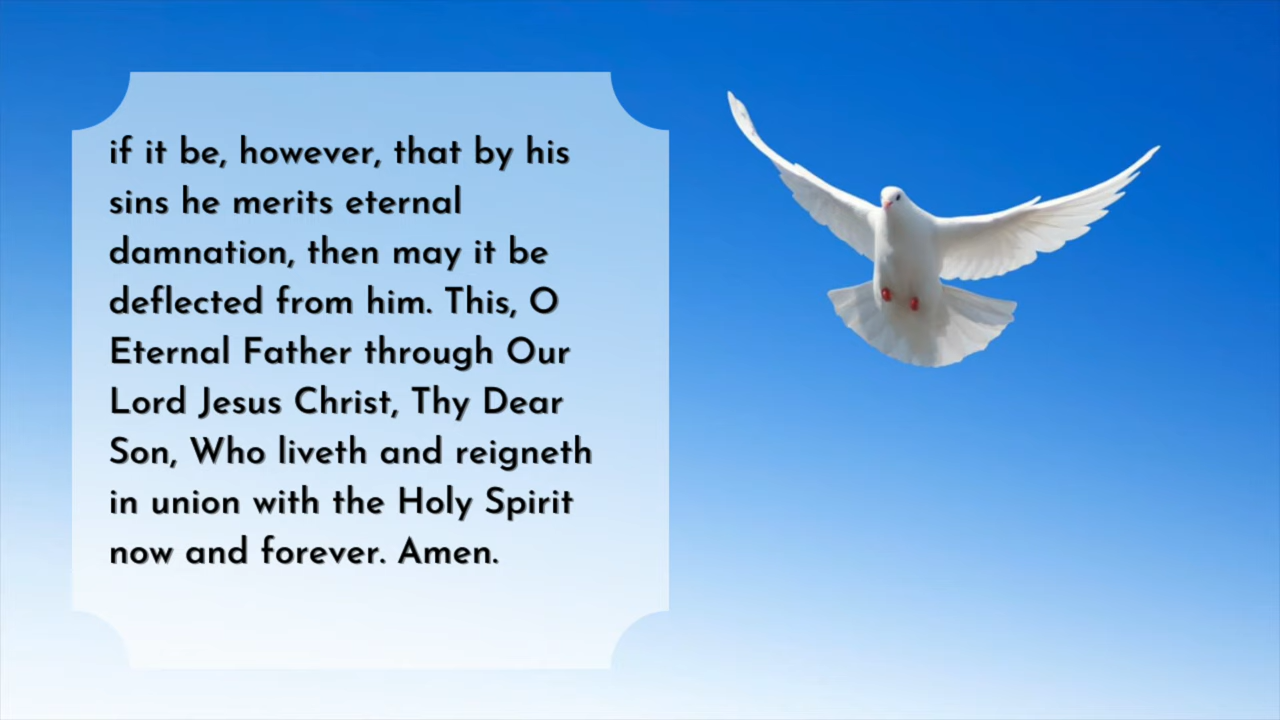 if it be, however, that by his
sins he merits eternal
damnation, then may it be
deflected from him. This, O
Eternal Father through Our
Lord Jesus Christ, Thy Dear
Son, Who liveth and reigneth
in union with the Holy Spirit
now and forever. Amen.